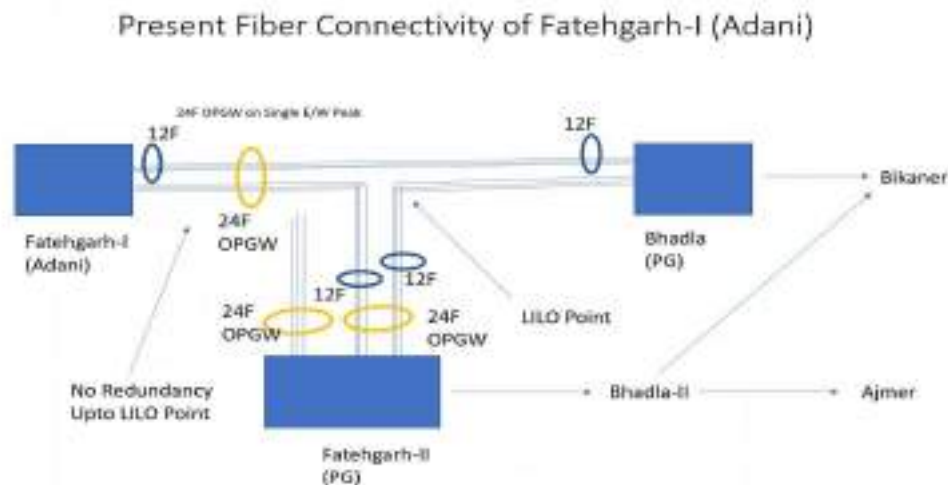 Present Fiber Connectivity of Fatehgarh-I (Adani)
24F OPGW on Single E/W Peak
12F
12F
Bikaner
24F
OPGW
Fatehgarh-I
(Adani)
Bhadla
(PG)
12F
12F
24F
OPGW
24F
OPGW
LILO Point
No Redundancy
Upto LILO Point
Bhadla-II
Ajmer
Fatehgarh-II
(PG)